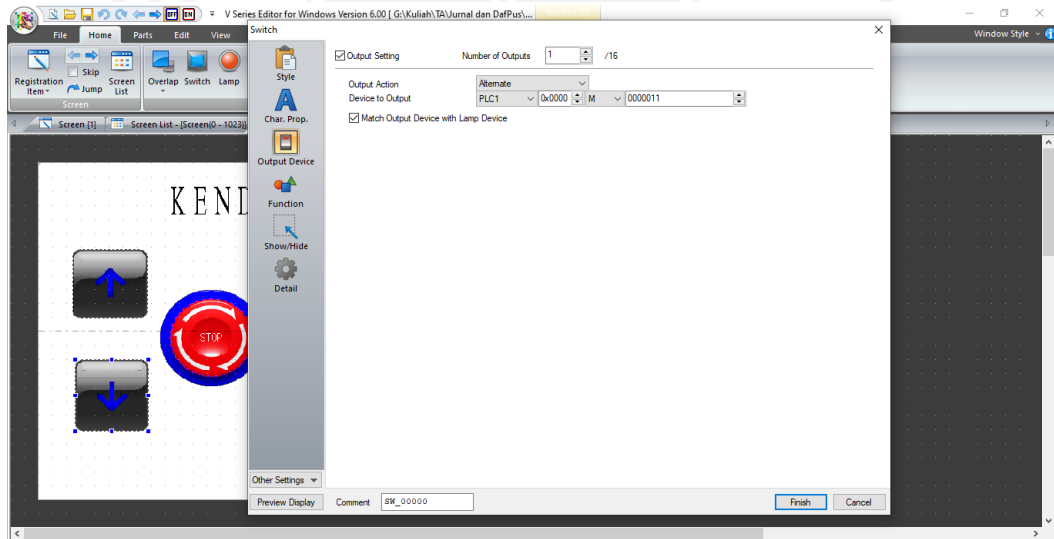 OFF ON V Series Editor for Windows Version 6.00 [ G:\Kuliah\TA\Jurnal dan DafPus\...
File Home Parts Edit View Window Style
Registration Item
Skip
Jump
Screen List
Overlap Switch Lamp
Screen
Screen [1] Screen List - [Screen(0 - 1023)]
KEND
STOP
Switch
Style
Char. Prop.
Output Device
Function
Show/Hide
Detail
Other Settings
Output Setting Number of Outputs 1 /16
Output Action Alternate
Device to Output PLC1 0x0000 M 0000011
Match Output Device with Lamp Device
Preview Display Comment SW_00000 Finish Cancel